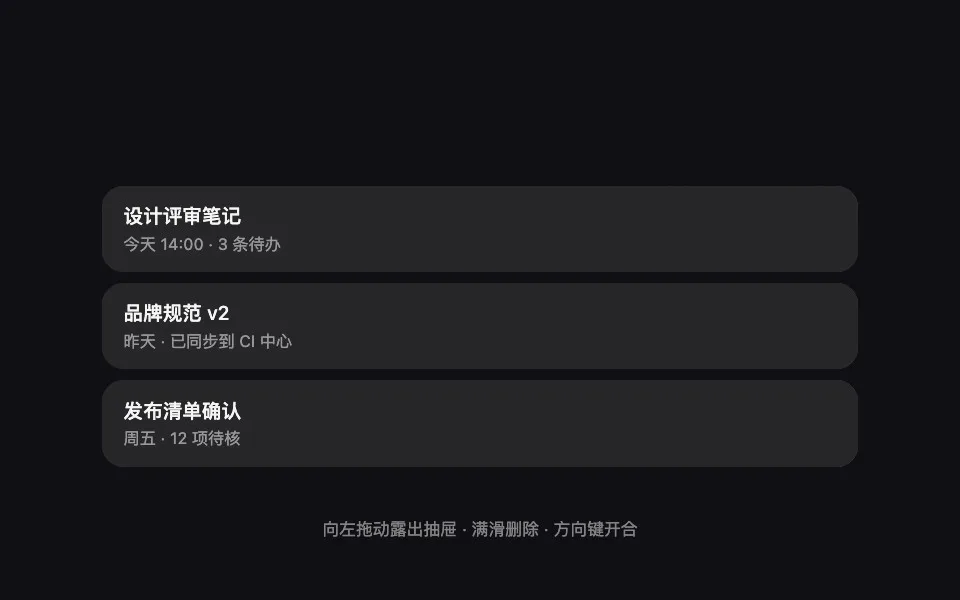 设计评审笔记
今天 14:00 · 3 条待办
品牌规范 v2
昨天 · 已同步到 CI 中心
发布清单确认
周五 · 12 项待核
向左拖动露出抽屉 · 满滑删除 · 方向键开合